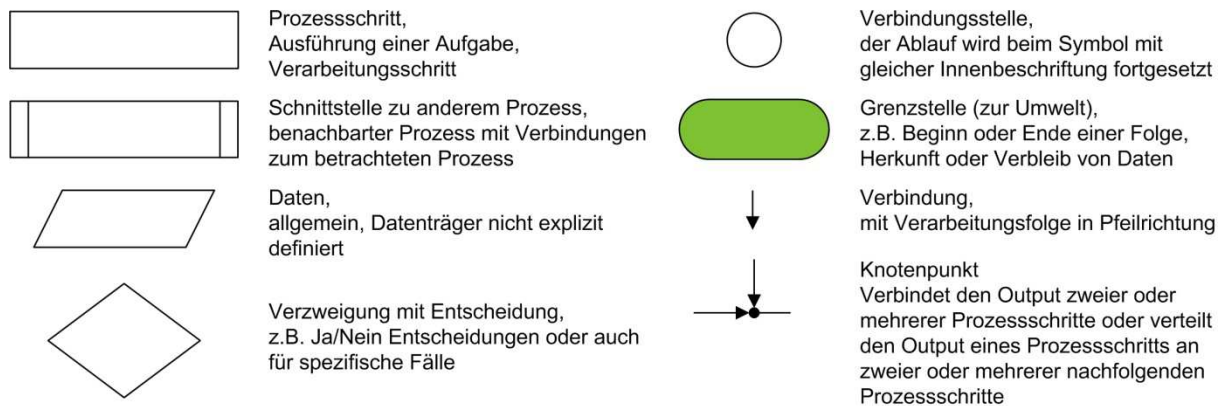 Prozessschritt,
Ausführung einer Aufgabe,
Verarbeitungsschritt
Schnittstelle zu anderem Prozess,
benachbarter Prozess mit Verbindungen
zum betrachteten Prozess
Daten,
allgemein, Datenträger nicht explizit
definiert
Verzweigung mit Entscheidung,
z.B. Ja/Nein Entscheidungen oder auch
für spezifische Fälle
Verbindungsstelle,
der Ablauf wird beim Symbol mit
gleicher Innenbeschriftung fortgesetzt
Grenzstelle (zur Umwelt),
z.B. Beginn oder Ende einer Folge,
Herkunft oder Verbleib von Daten
Verbindung,
mit Verarbeitungsfolge in Pfeilrichtung
Knotenpunkt
Verbindet den Output zweier oder
mehrerer Prozessschritte oder verteilt
den Output eines Prozessschritts an
zweier oder mehrerer nachfolgenden
Prozessschritte